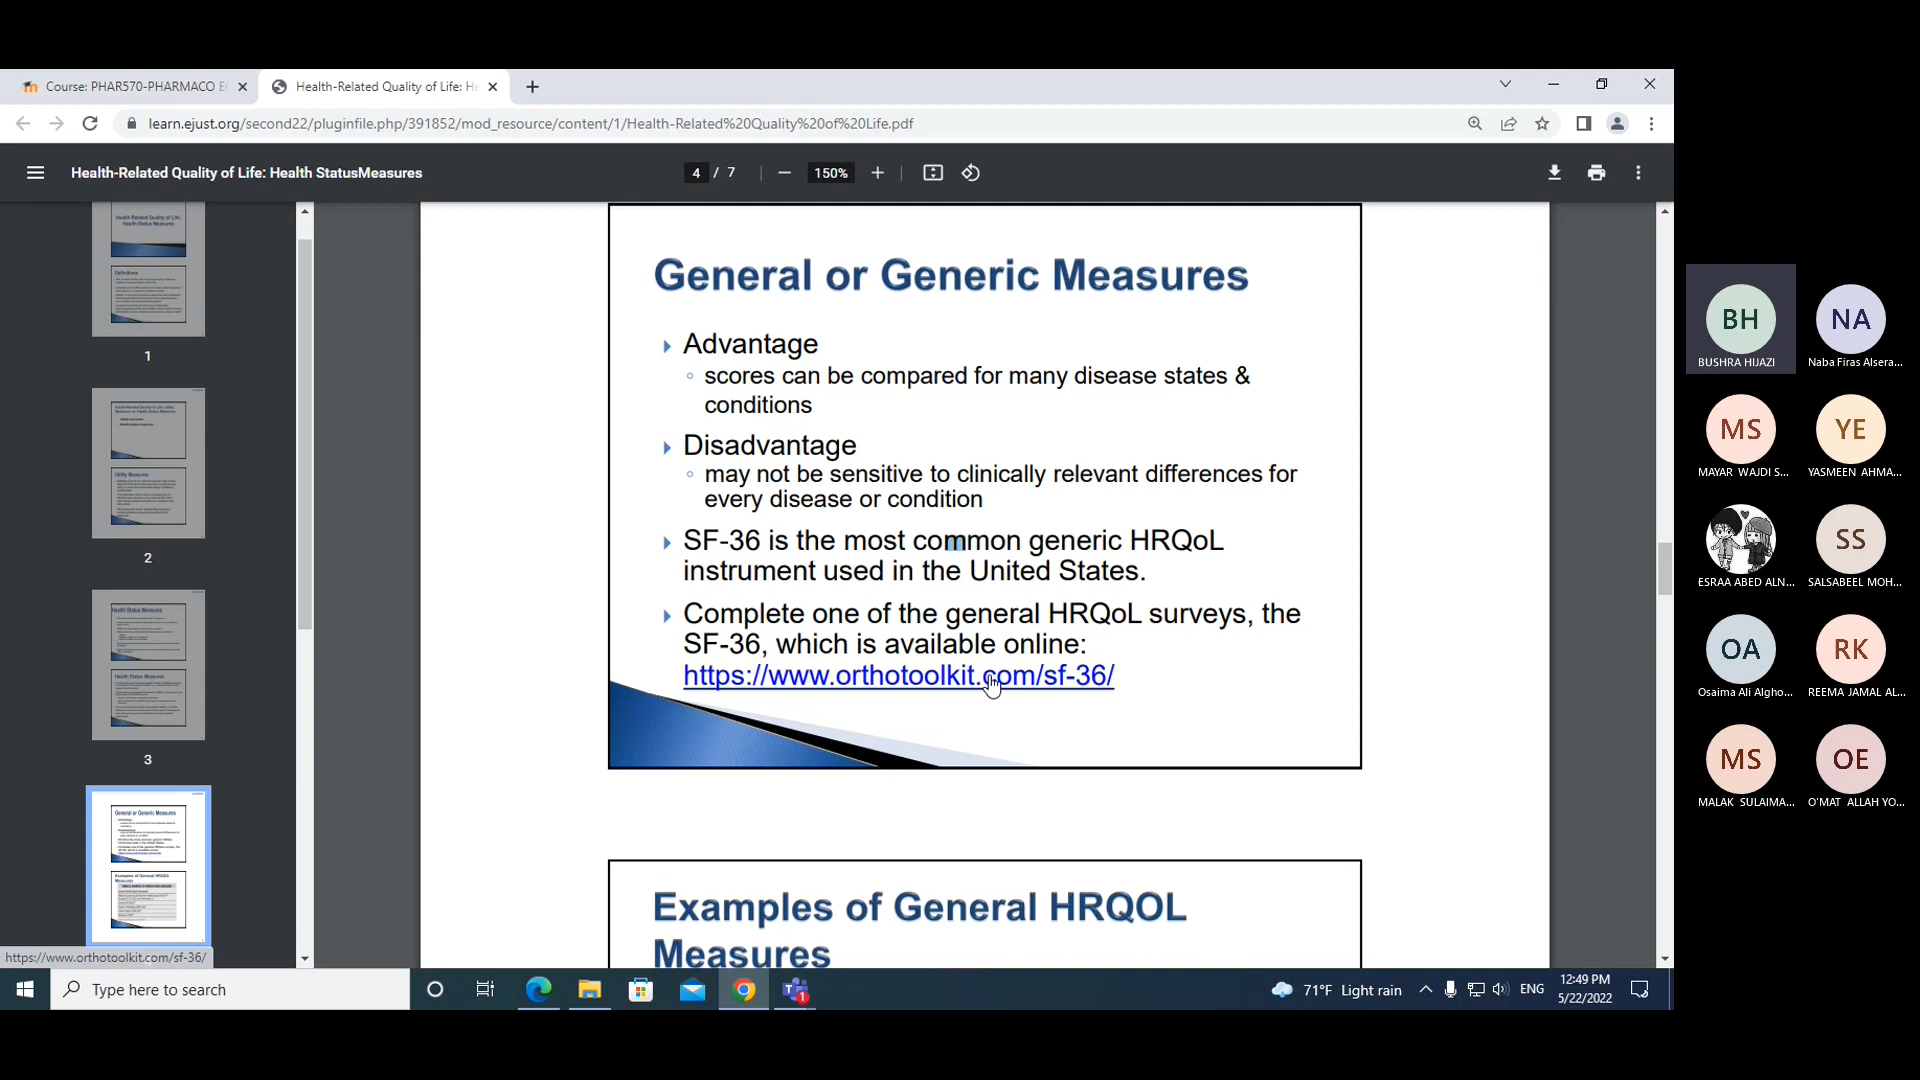 Course: PHAR570-PHARMACO E
Health-Related Quality of Life: He
learn.ejust.org/second22/pluginfile.php/391852/mod_resource/content/1/Health-Related%20Quality%20of%20Life.pdf
Health-Related Quality of Life: Health StatusMeasures
4 / 7
150%
1
2
3
General or Generic Measures
Advantage
scores can be compared for many disease states &
conditions
Disadvantage
may not be sensitive to clinically relevant differences for
every disease or condition
SF-36 is the most common generic HRQoL
instrument used in the United States.
Complete one of the general HRQoL surveys, the
SF-36, which is available online:
https://www.orthotoolkit.com/sf-36/
Examples of General HRQOL
Measures
https://www.orthotoolkit.com/sf-36/
Type here to search
1
71°F Light rain
ENG
12:49 PM
5/22/2022
BH
BUSHRA HIJAZI
NA
Naba Firas Alsera...
MS
MAYAR WAJDI S...
YE
YASMEEN AHMA...
ESRAA ABED ALN...
SS
SALSABEEL MOH...
OA
Osaima Ali Algho...
RK
REEMA JAMAL AL...
MS
MALAK SULAIMA...
OE
O'MAT ALLAH YO...